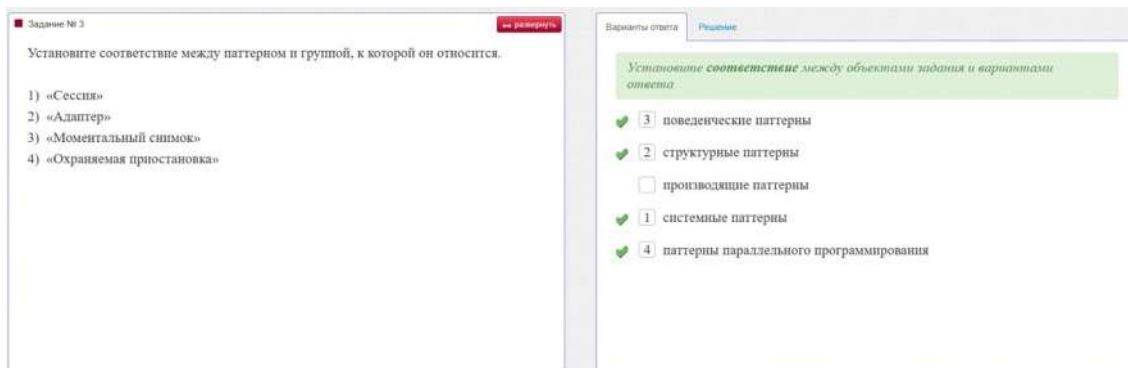 Задание № 3
развернуть
Установите соответствие между паттерном и группой, к которой он относится.
1) «Сессия»
2) «Адаптер»
3) «Моментальный снимок»
4) «Охраняемая приостановка»
Варианты ответа
Решение
Установите соответствие между объектами задания и вариантами
ответа
3 поведенческие паттерны
2 структурные паттерны
производящие паттерны
1 системные паттерны
4 паттерны параллельного программирования